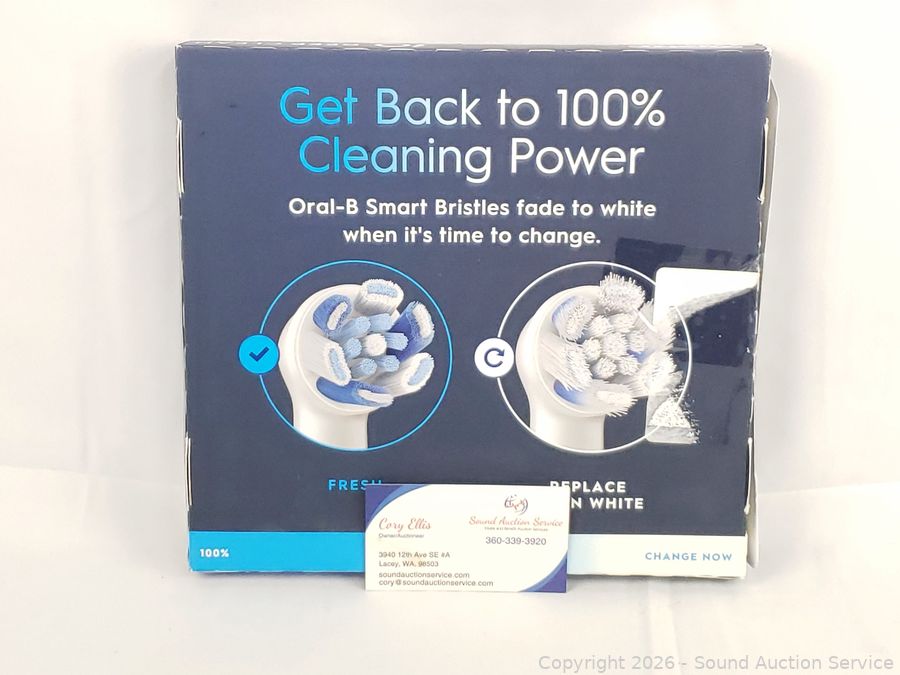 Get Back to 100%
Cleaning Power
Oral-B Smart Bristles fade to white
when it's time to change.
FRESH
REPLACE
N WHITE
100%
CHANGE NOW
Cory Ellis
Owner/Auctioneer
Sound Auction Service
360-339-3920
3940 12th Ave SE #A
Lacey, WA, 98503
soundauctionservice.com
cory@soundauctionservice.com
Copyright 2026 - Sound Auction Service